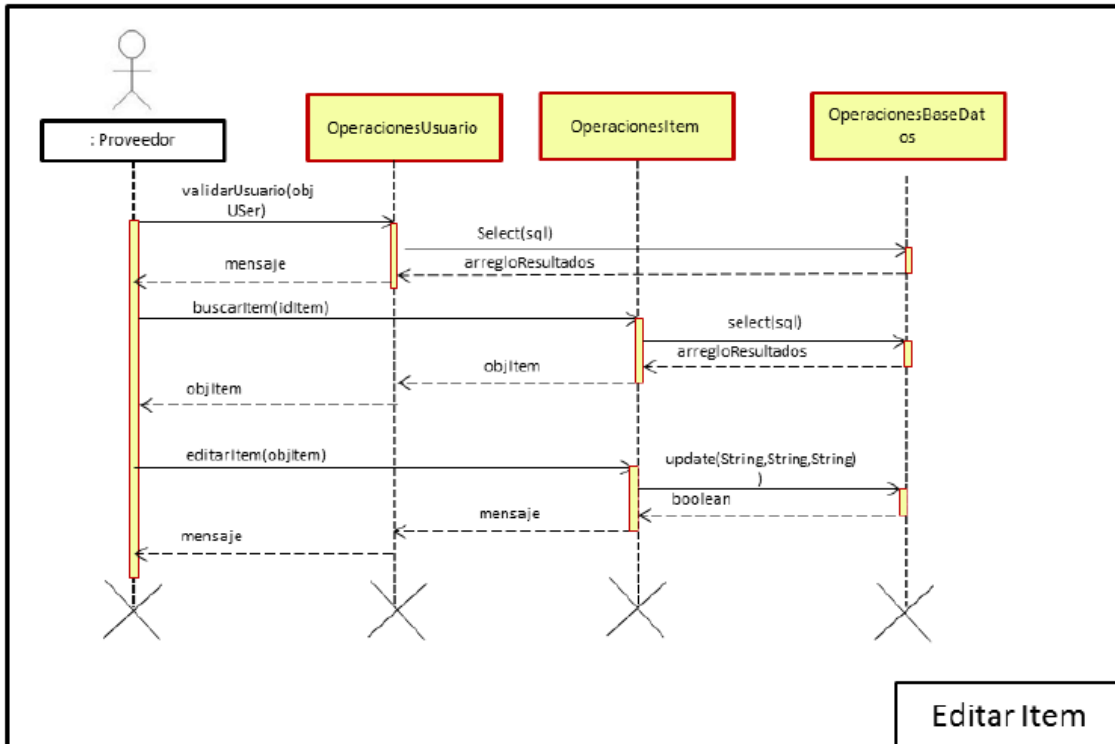 : Proveedor
OperacionesUsuario
OperacionesItem
OperacionesBaseDat
os
validarUsuario(obj
USer)
Select(sql)
arregloResultados
mensaje
buscarItem(idItem)
select(sql)
arregloResultados
objItem
objItem
editarItem(objItem)
update(String,String,String)
)
boolean
mensaje
mensaje
Editar Item